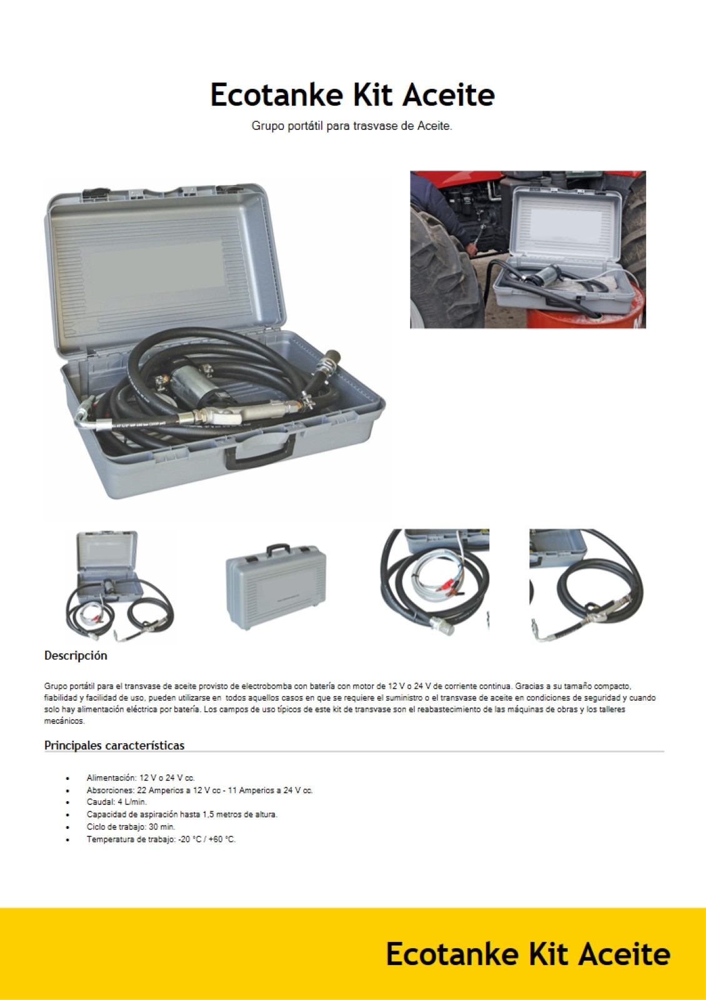 Ecotanke Kit Aceite
Grupo portátil para trasvase de Aceite.
Descripción
Grupo portátil para el transvase de aceite provisto de electrobomba con batería con motor de 12 V o 24 V de corriente continua. Gracias a su tamaño compacto,
fiabilidad y facilidad de uso, pueden utilizarse en todos aquellos casos en que se requiere el suministro o el transvase de aceite en condiciones de seguridad y cuando
solo hay alimentación eléctrica por batería. Los campos de uso típicos de este kit de transvase son el reabastecimiento de las máquinas de obras y los talleres
mecánicos.
Principales características
• Alimentación: 12 V o 24 V cc.
• Absorciones: 22 Amperios a 12 V cc - 11 Amperios a 24 V cc.
• Caudal: 4 L/min.
• Capacidad de aspiración hasta 1,5 metros de altura.
• Ciclo de trabajo: 30 min.
• Temperatura de trabajo: -20 °C / +60 °C.
Ecotanke Kit Aceite